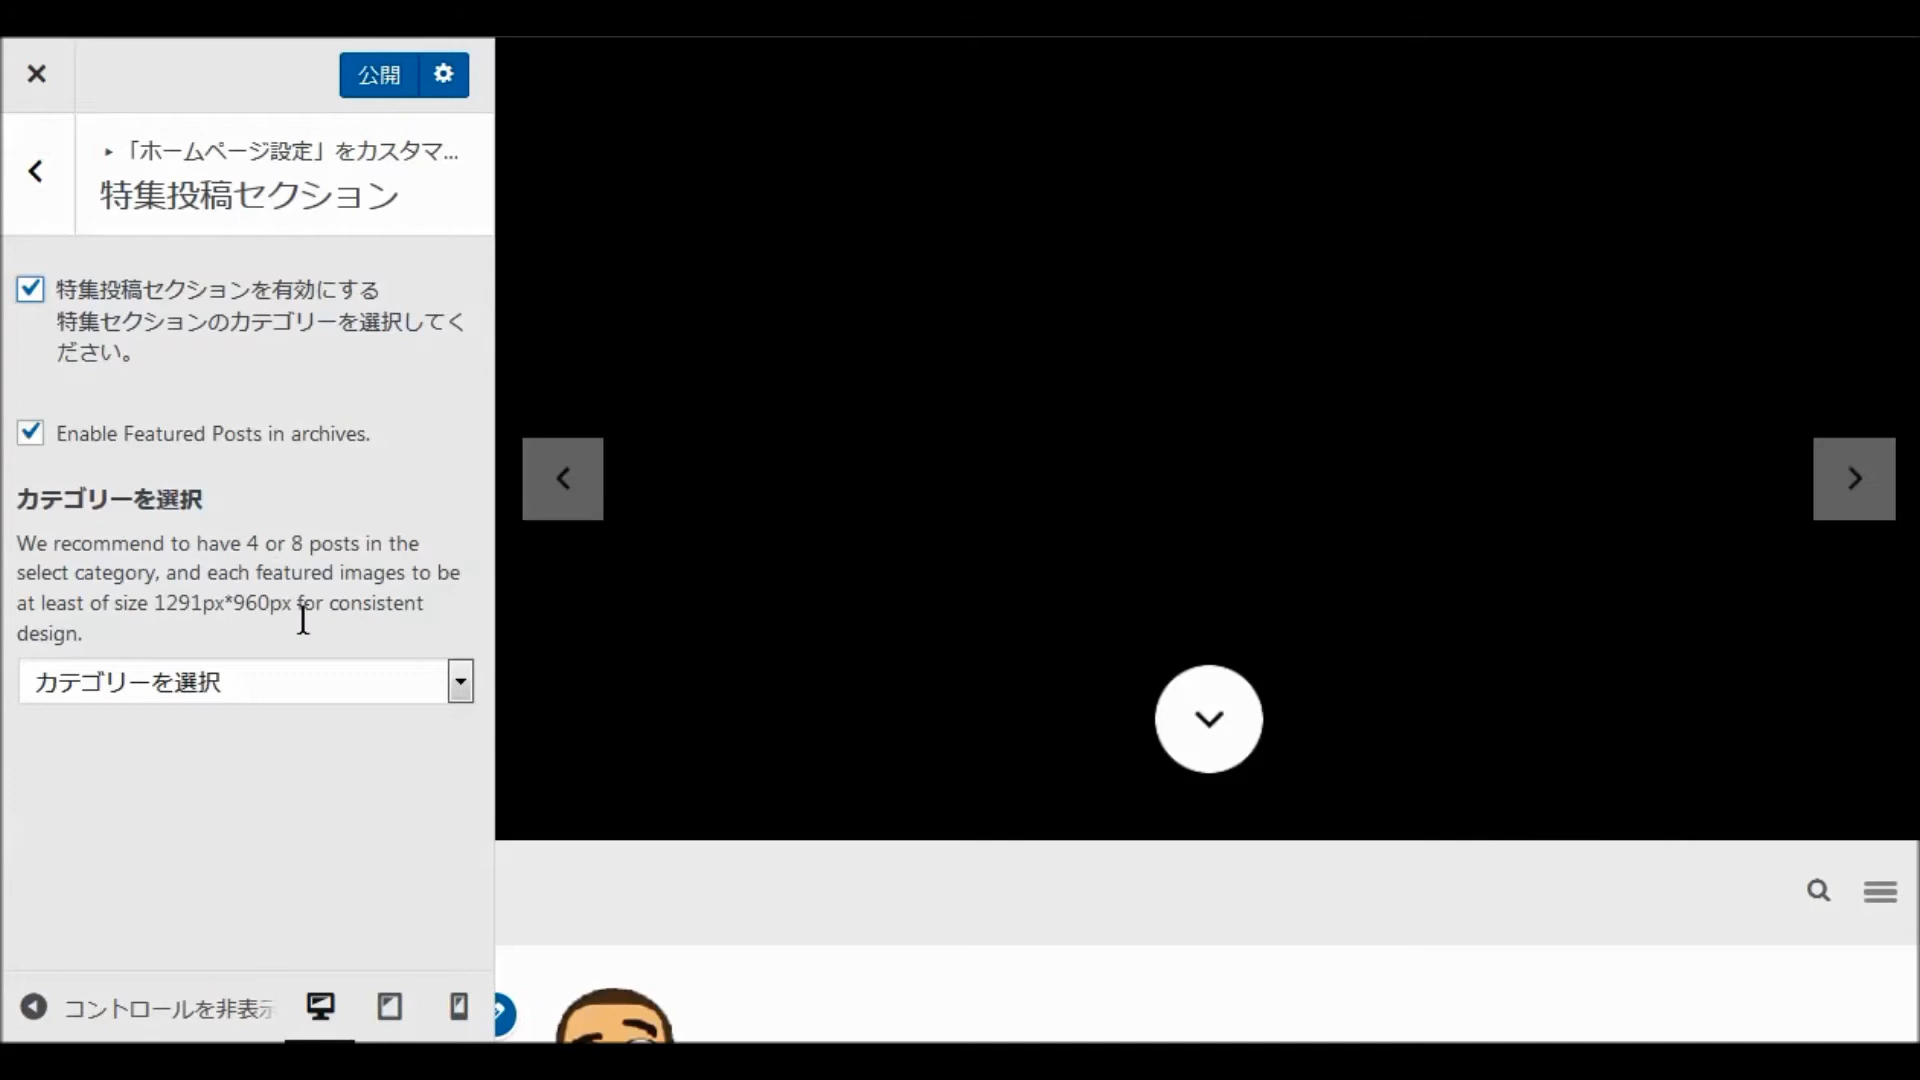 公開
▸「ホームページ設定」をカスタマ...
特集投稿セクション
特集投稿セクションを有効にする
特集セクションのカテゴリーを選択してく
ださい。
Enable Featured Posts in archives.
カテゴリーを選択
We recommend to have 4 or 8 posts in the
select category, and each featured images to be
at least of size 1291px*960px for consistent
design.
カテゴリーを選択
コントロールを非表示